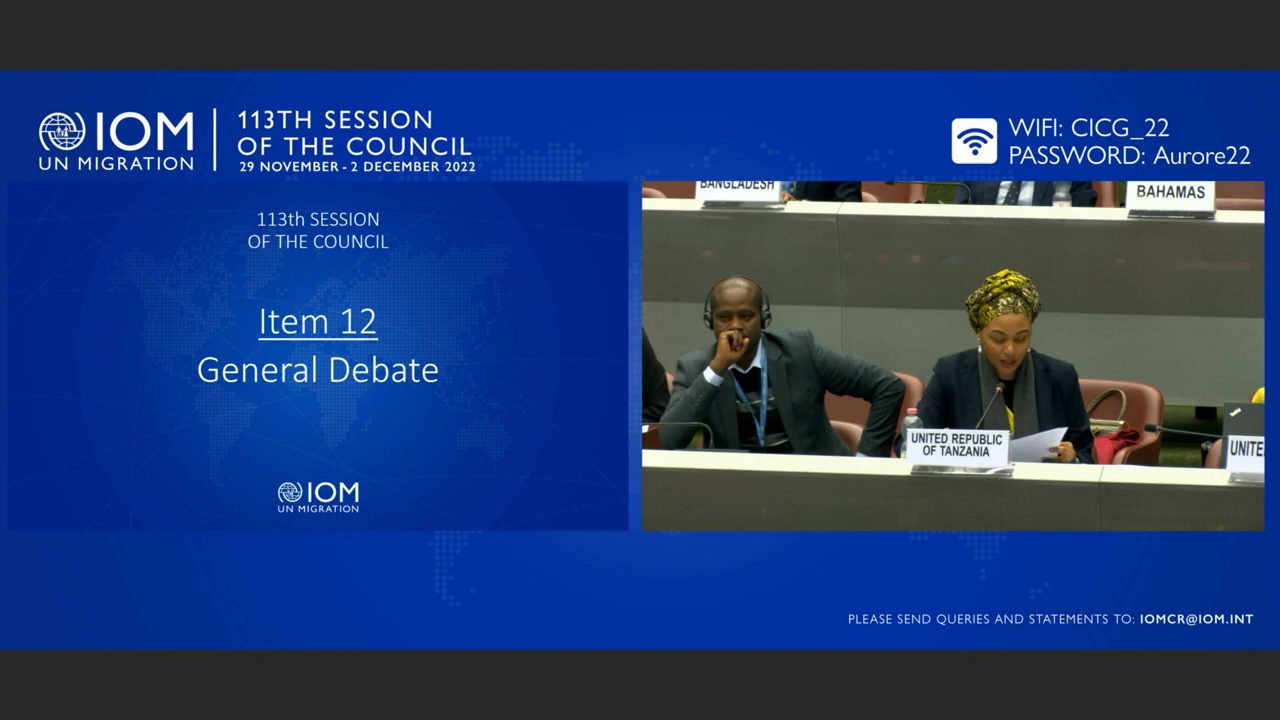 IOM
UN MIGRATION
113TH SESSION
OF THE COUNCIL
29 NOVEMBER - 2 DECEMBER 2022
WIFI: CICG_22
PASSWORD: Aurore22
113th SESSION
OF THE COUNCIL
Item 12
General Debate
IOM
UN MIGRATION
BANGLADESH
BAHAMAS
UNITED REPUBLIC
OF TANZANIA
UNITE
PLEASE SEND QUERIES AND STATEMENTS TO: IOMCR@IOM.INT